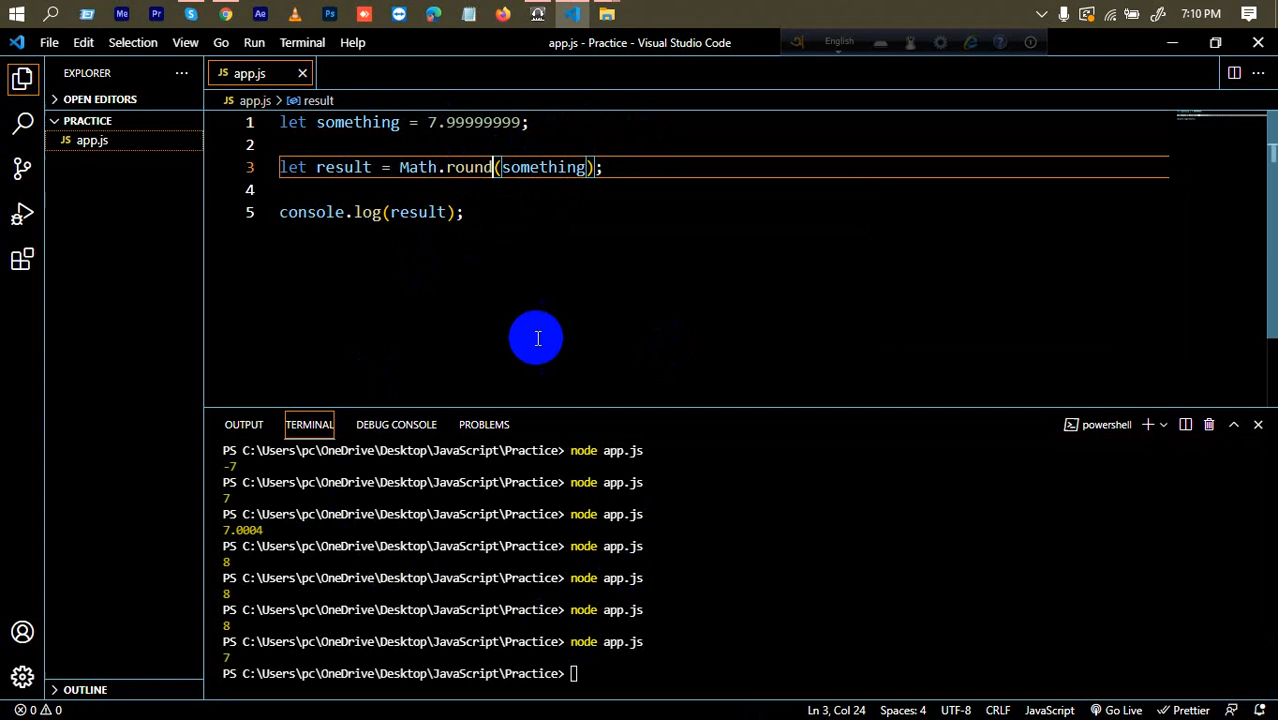 7:10 PM
File Edit Selection View Go Run Terminal Help
app.js - Practice - Visual Studio Code
English
EXPLORER
OPEN EDITORS
PRACTICE
JS app.js
OUTLINE
JS app.js
JS app.js > result
1 let something = 7.99999999;
2
3 let result = Math.round(something);
4
5 console.log(result);
OUTPUT TERMINAL DEBUG CONSOLE PROBLEMS
powershell
PS C:\Users\pc\OneDrive\Desktop\JavaScript\Practice> node app.js
-7
PS C:\Users\pc\OneDrive\Desktop\JavaScript\Practice> node app.js
7
PS C:\Users\pc\OneDrive\Desktop\JavaScript\Practice> node app.js
7.0004
PS C:\Users\pc\OneDrive\Desktop\JavaScript\Practice> node app.js
8
PS C:\Users\pc\OneDrive\Desktop\JavaScript\Practice> node app.js
8
PS C:\Users\pc\OneDrive\Desktop\JavaScript\Practice> node app.js
8
PS C:\Users\pc\OneDrive\Desktop\JavaScript\Practice> node app.js
7
PS C:\Users\pc\OneDrive\Desktop\JavaScript\Practice>
0 0
Ln 3, Col 24 Spaces: 4 UTF-8 CRLF JavaScript Go Live Prettier